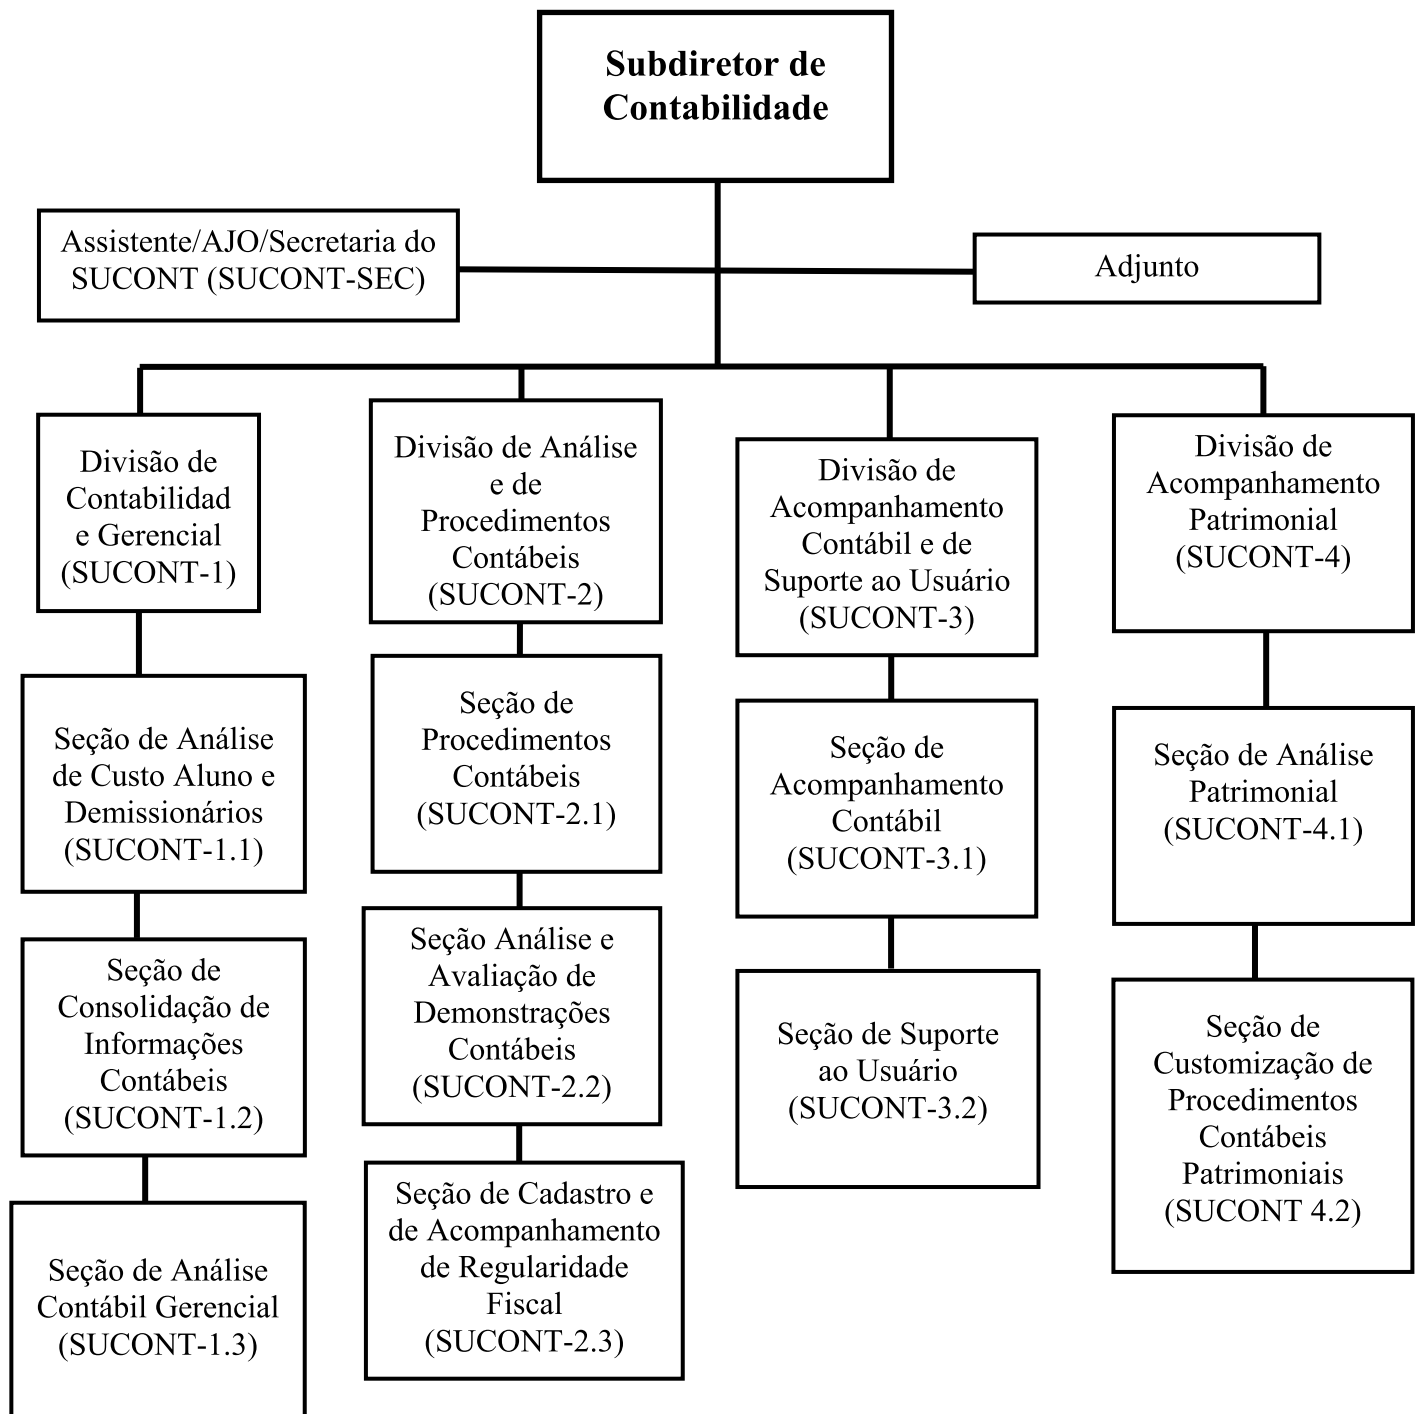 Subdiretor de
Contabilidade
Assistente/AJO/Secretaria do
SUCONT (SUCONT-SEC)
Adjunto
Divisão de
Contabilidad
e Gerencial
(SUCONT-1)
Divisão de Análise
e de
Procedimentos
Contábeis
(SUCONT-2)
Divisão de
Acompanhamento
Contábil e de
Suporte ao Usuário
(SUCONT-3)
Divisão de
Acompanhamento
Patrimonial
(SUCONT-4)
Seção de Análise
de Custo Aluno e
Demissionários
(SUCONT-1.1)
Seção de
Procedimentos
Contábeis
(SUCONT-2.1)
Seção de
Acompanhamento
Contábil
(SUCONT-3.1)
Seção de Análise
Patrimonial
(SUCONT-4.1)
Seção de
Consolidação de
Informações
Contábeis
(SUCONT-1.2)
Seção Análise e
Avaliação de
Demonstrações
Contábeis
(SUCONT-2.2)
Seção de Suporte
ao Usuário
(SUCONT-3.2)
Seção de
Customização de
Procedimentos
Contábeis
Patrimoniais
(SUCONT 4.2)
Seção de Análise
Contábil Gerencial
(SUCONT-1.3)
Seção de Cadastro e
de Acompanhamento
de Regularidade
Fiscal
(SUCONT-2.3)